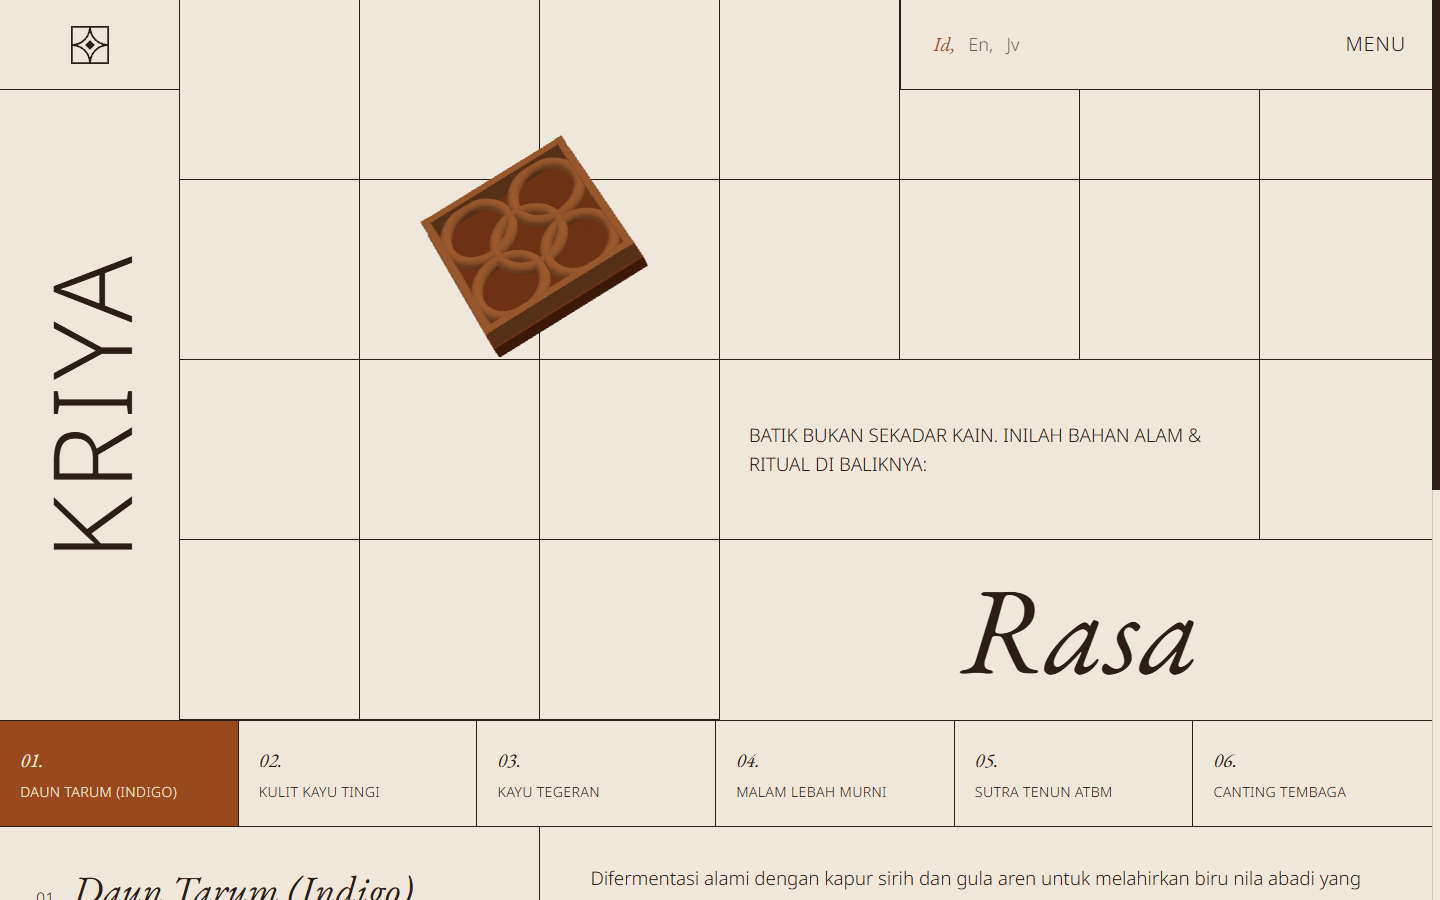 Id, En, Jv
MENU
KRIYA
BATIK BUKAN SEKADAR KAIN. INILAH BAHAN ALAM &
RITUAL DI BALIKNYA:
Rasa
01.
DAUN TARUM (INDIGO)
02.
KULIT KAYU TINGI
03.
KAYU TEGERAN
04.
MALAM LEBAH MURNI
05.
SUTRA TENUN ATBM
06.
CANTING TEMBAGA
01 Daun Tarum (Indigo)
Difermentasi alami dengan kapur sirih dan gula aren untuk melahirkan biru nila abadi yang